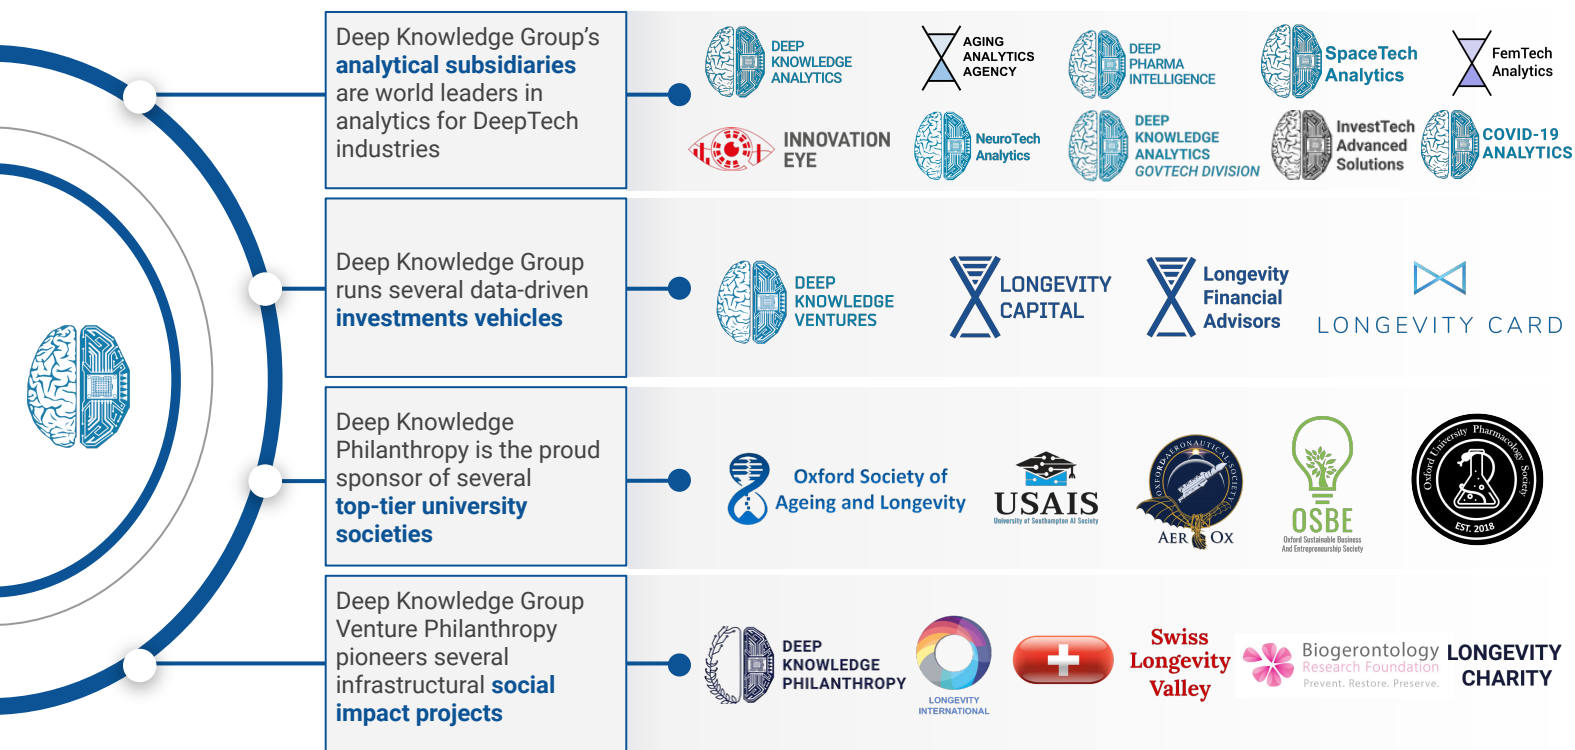 Deep Knowledge Group's
analytical subsidiaries
are world leaders in
analytics for DeepTech
industries
DEEP
KNOWLEDGE
ANALYTICS
AGING
ANALYTICS
AGENCY
DEEP
PHARMA
INTELLIGENCE
SpaceTech
Analytics
FemTech
Analytics
INNOVATION
EYE
NeuroTech
Analytics
DEEP
KNOWLEDGE
ANALYTICS
GOVTECH DIVISION
InvestTech
Advanced
Solutions
COVID-19
ANALYTICS
Deep Knowledge Group
runs several data-driven
investments vehicles
DEEP
KNOWLEDGE
VENTURES
LONGEVITY
CAPITAL
Longevity
Financial
Advisors
LONGEVITY CARD
Deep Knowledge
Philanthropy is the proud
sponsor of several
top-tier university
societies
Oxford Society of
Ageing and Longevity
USAIS
University of Southampton AI Society
OXFORD AERONAUTICAL SOCIETY
AER OX
OSBE
Oxford Sustainable Business
And Entrepreneurship Society
Oxford University Pharmacology Society
EST. 2018
Deep Knowledge Group
Venture Philanthropy
pioneers several
infrastructural social
impact projects
DEEP
KNOWLEDGE
PHILANTHROPY
LONGEVITY
INTERNATIONAL
Swiss
Longevity
Valley
Biogerontology
Research Foundation
Prevent. Restore. Preserve.
LONGEVITY
CHARITY